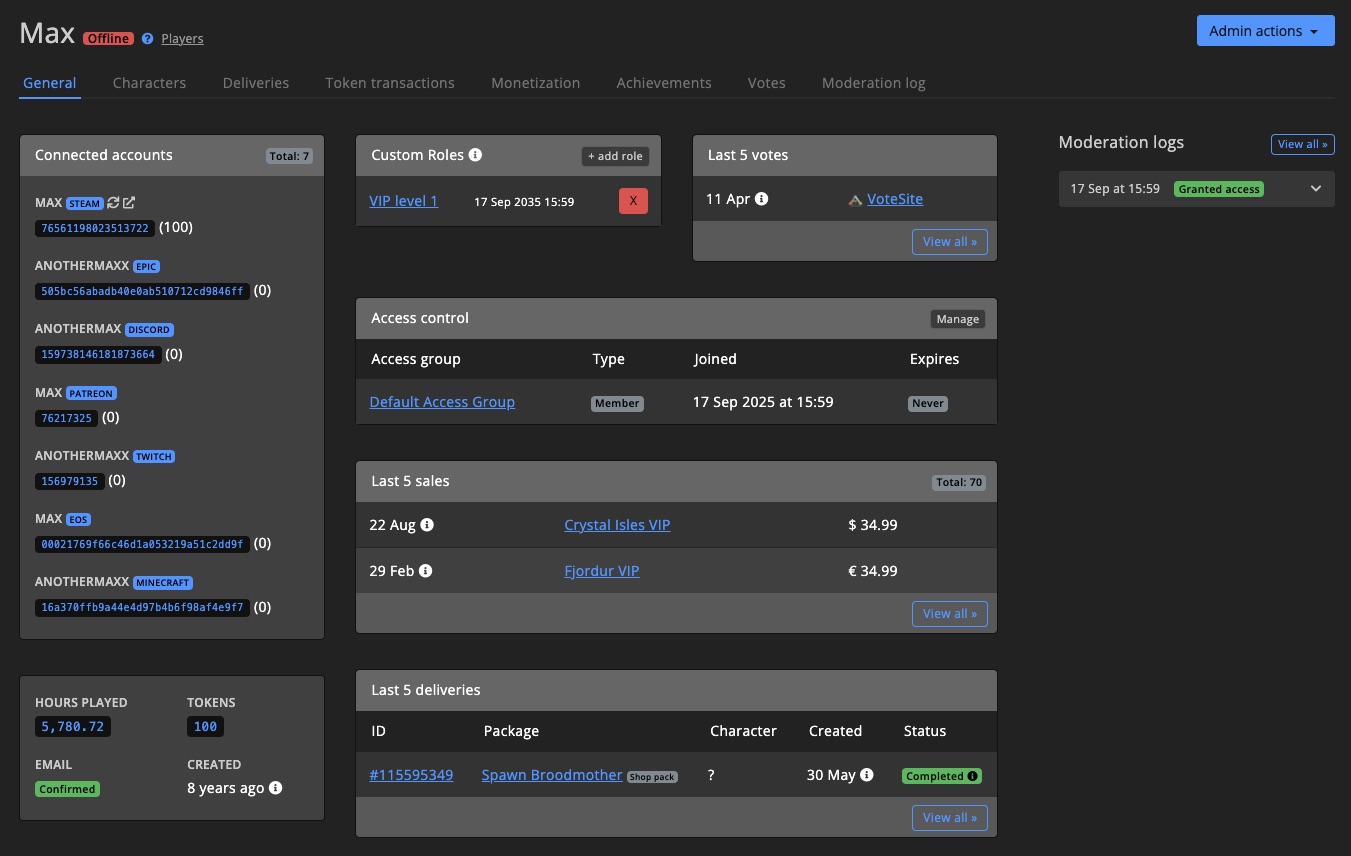 Max Offline ? Players
Admin actions
General Characters Deliveries Token transactions Monetization Achievements Votes Moderation log
Connected accounts Total: 7
MAX STEAM
76561198023513722 (100)
ANOTHERMAXX EPIC
505bc56abadb40e0ab510712cd9846ff (0)
ANOTHERMAX DISCORD
159738146181873664 (0)
MAX PATREON
76217325 (0)
ANOTHERMAXX TWITCH
156979135 (0)
MAX EOS
00021769f66c46d1a053219a51c2dd9f (0)
ANOTHERMAXX MINECRAFT
16a370ffb9a44e4d97b4b6f98af4e9f7 (0)
HOURS PLAYED TOKENS
5,780.72 100
EMAIL CREATED
Confirmed 8 years ago
Custom Roles + add role
VIP level 1 17 Sep 2035 15:59 X
Last 5 votes
11 Apr VoteSite
View all »
Access control Manage
Access group Type Joined Expires
Default Access Group Member 17 Sep 2025 at 15:59 Never
Last 5 sales Total: 70
22 Aug Crystal Isles VIP $ 34.99
29 Feb Fjordur VIP € 34.99
View all »
Last 5 deliveries
ID Package Character Created Status
#115595349 Spawn Broodmother Shop pack ? 30 May Completed
View all »
Moderation logs View all »
17 Sep at 15:59 Granted access